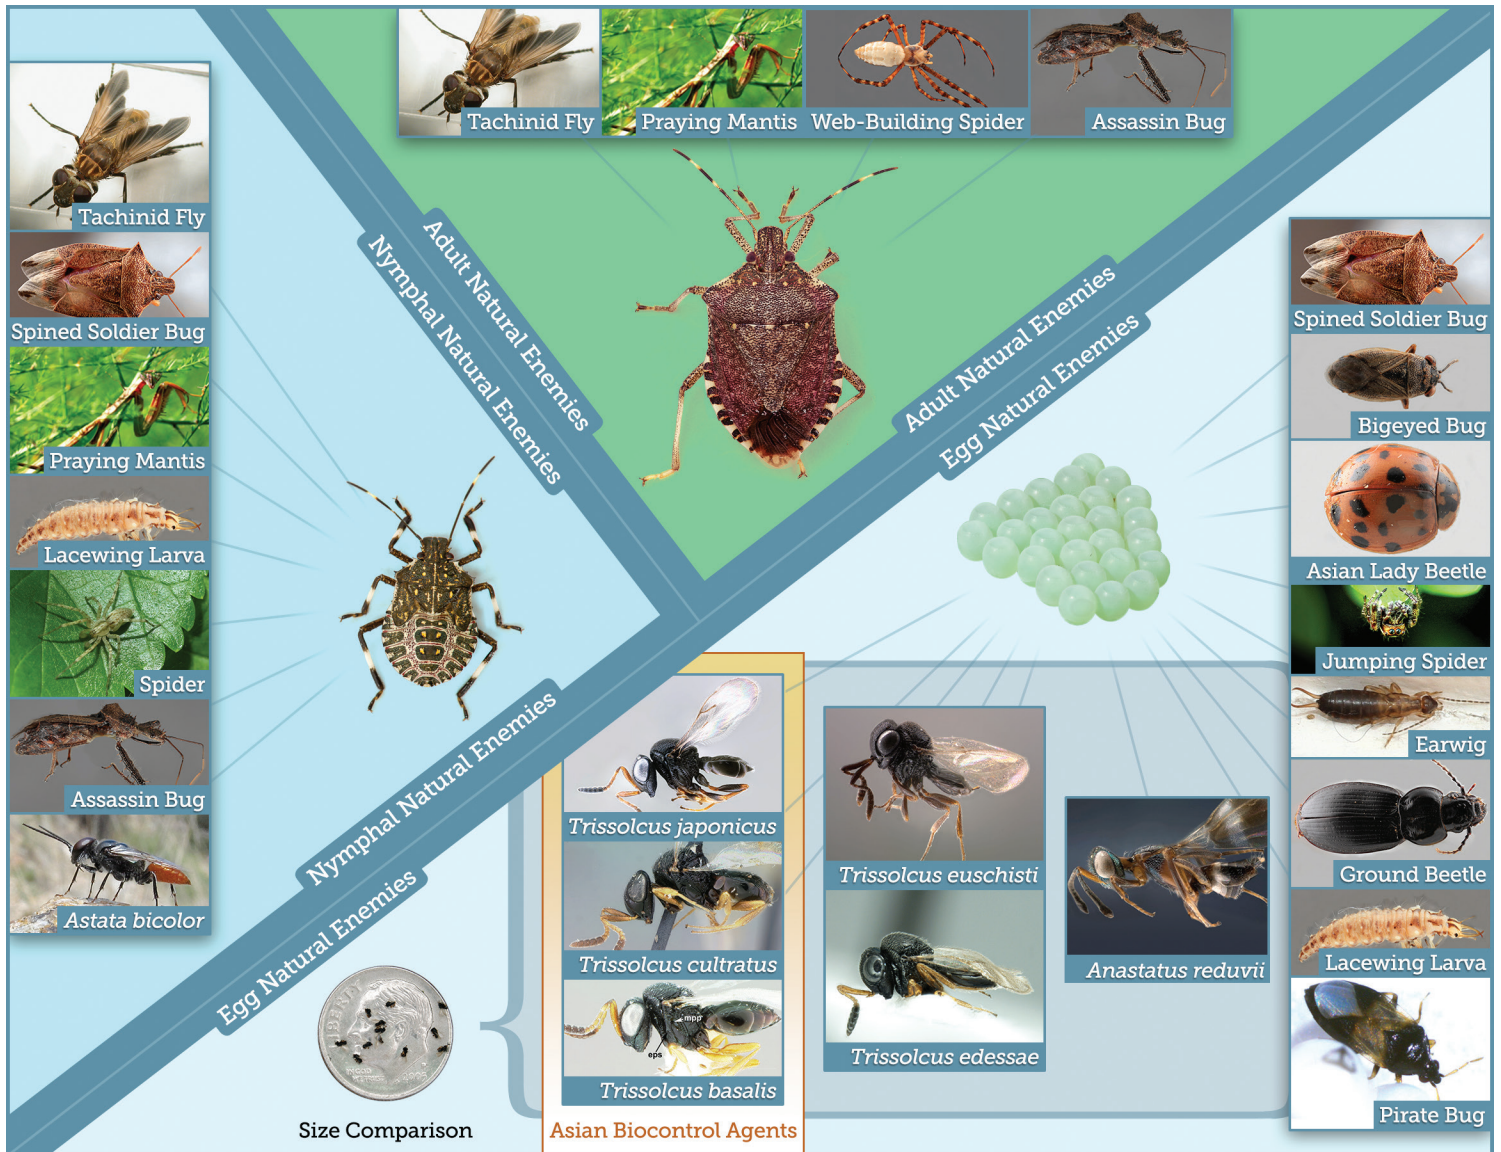 Tachinid Fly
Praying Mantis
Web-Building Spider
Assassin Bug
Adult Natural Enemies
Nymphal Natural Enemies
Adult Natural Enemies
Egg Natural Enemies
Nymphal Natural Enemies
Egg Natural Enemies
Tachinid Fly
Spined Soldier Bug
Praying Mantis
Lacewing Larva
Spider
Assassin Bug
Astata bicolor
Spined Soldier Bug
Bigeyed Bug
Asian Lady Beetle
Jumping Spider
Earwig
Ground Beetle
Lacewing Larva
Pirate Bug
Trissolcus japonicus
Trissolcus cultratus
mpp
eps
Trissolcus basalis
Asian Biocontrol Agents
Trissolcus euschisti
Trissolcus edessae
Anastatus reduvii
Size Comparison